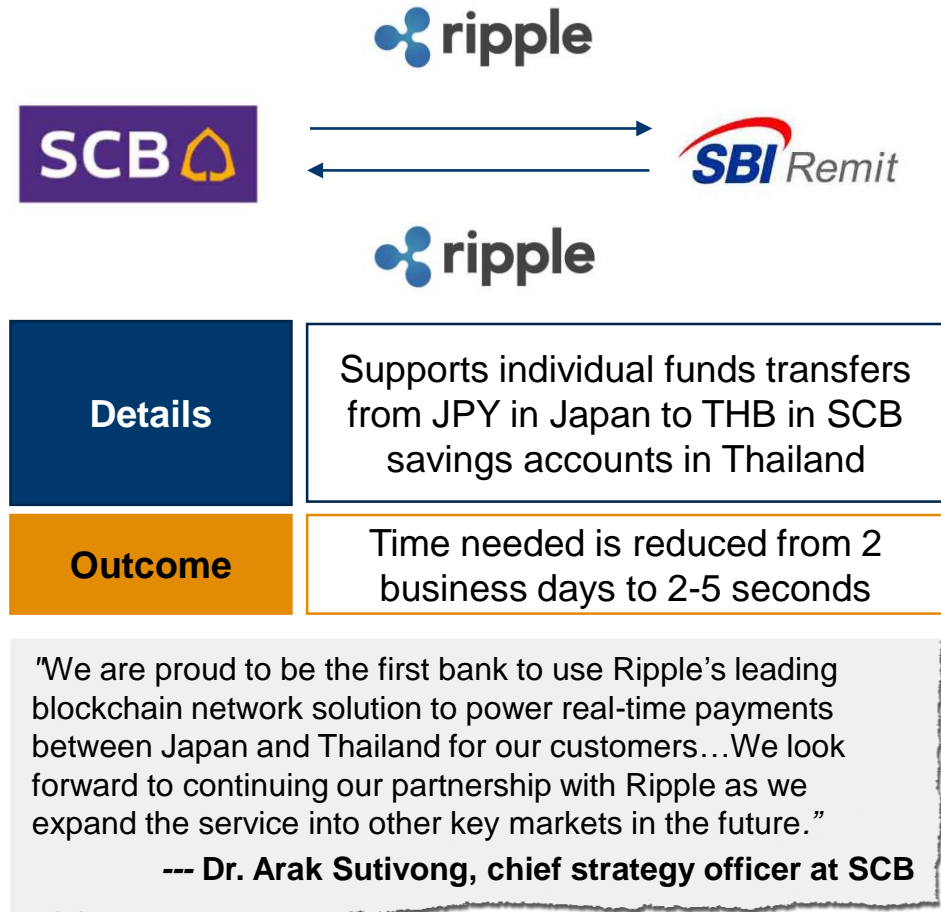 ripple
SCB
SBI Remit
ripple
Details
Supports individual funds transfers
from JPY in Japan to THB in SCB
savings accounts in Thailand
Outcome
Time needed is reduced from 2
business days to 2-5 seconds
"We are proud to be the first bank to use Ripple’s leading
blockchain network solution to power real-time payments
between Japan and Thailand for our customers…We look
forward to continuing our partnership with Ripple as we
expand the service into other key markets in the future.”
--- Dr. Arak Sutivong, chief strategy officer at SCB